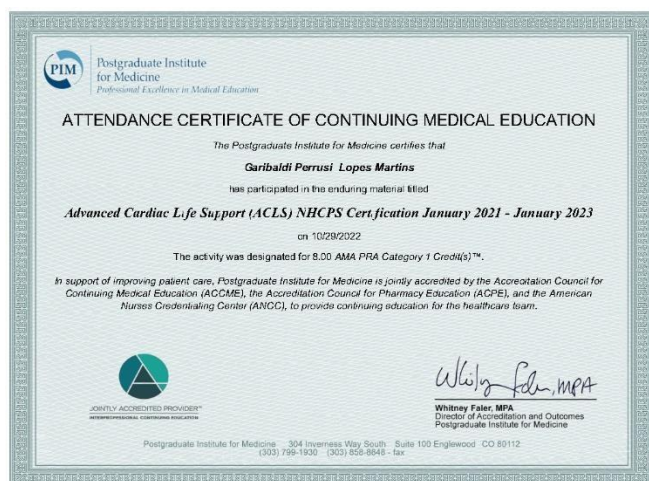 PIM
Postgraduate Institute
for Medicine
Professional Excellence in Medical Education
ATTENDANCE CERTIFICATE OF CONTINUING MEDICAL EDUCATION
The Postgraduate Institute for Medicine certifies that
Garibaldi Perrusi Lopes Martins
has participated in the enduring material titled
Advanced Cardiac Life Support (ACLS) NHCPS Certification January 2021 - January 2023
on 10/29/2022
The activity was designated for 8.00 AMA PRA Category 1 Credit(s)™.
In support of improving patient care, Postgraduate Institute for Medicine is jointly accredited by the Accreditation Council for
Continuing Medical Education (ACCME), the Accreditation Council for Pharmacy Education (ACPE), and the American
Nurses Credentialing Center (ANCC), to provide continuing education for the healthcare team.
JOINTLY ACCREDITED PROVIDER™
INTERPROFESSIONAL CONTINUING EDUCATION
Whitney Faler, MPA
Whitney Faler, MPA
Director of Accreditation and Outcomes
Postgraduate Institute for Medicine
Postgraduate Institute for Medicine 304 Inverness Way South Suite 100 Englewood CO 80112
(303) 799-1930 (303) 858-8848 - fax